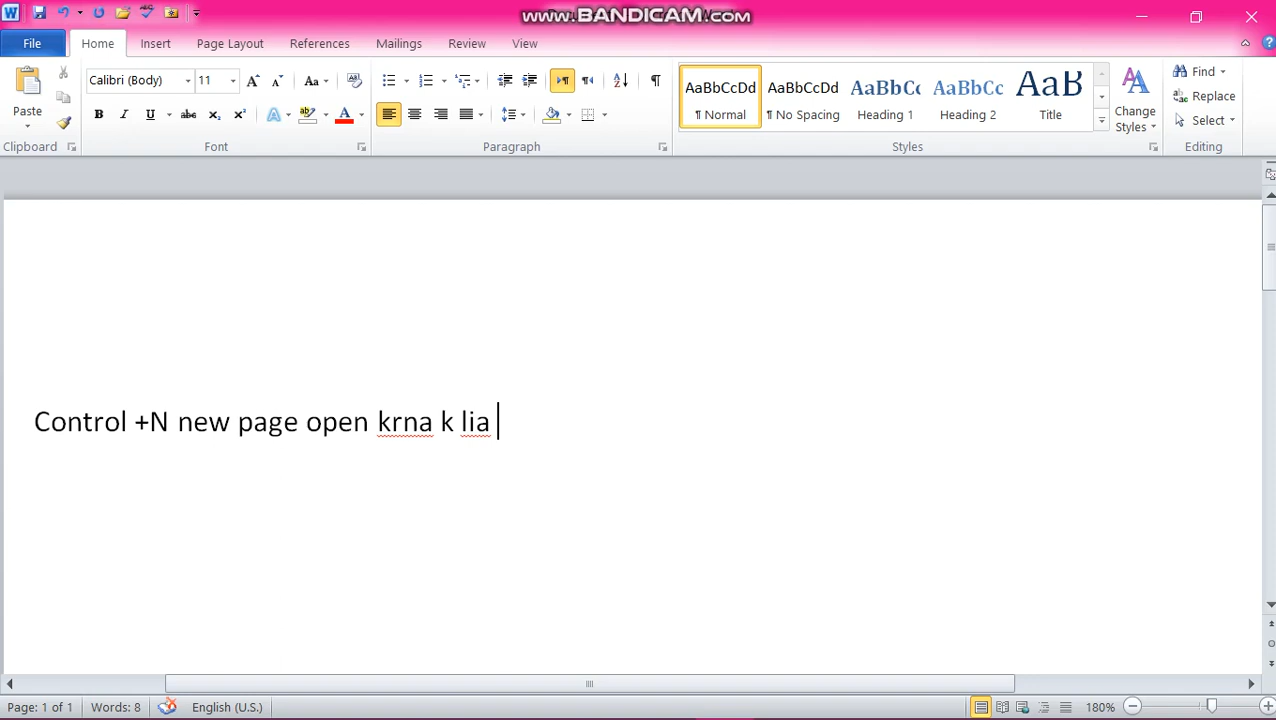 www.BANDICAM.com
File Home Insert Page Layout References Mailings Review View
Calibri (Body) 11 Aa
AaBbCcDd AaBbCcDd AaBbCc AaBbCc AaB
Find
Replace
Select
Paste
¶ Normal ¶ No Spacing Heading 1 Heading 2 Title
Change Styles
Clipboard Font Paragraph Styles Editing
Control +N new page open krna k lia
Page: 1 of 1 Words: 8 English (U.S.) 180%